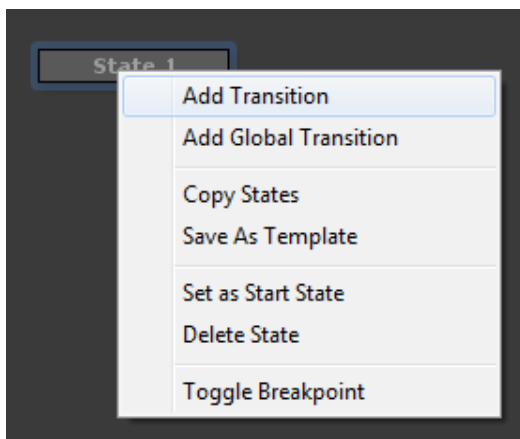 State 1
Add Transition
Add Global Transition
Copy States
Save As Template
Set as Start State
Delete State
Toggle Breakpoint